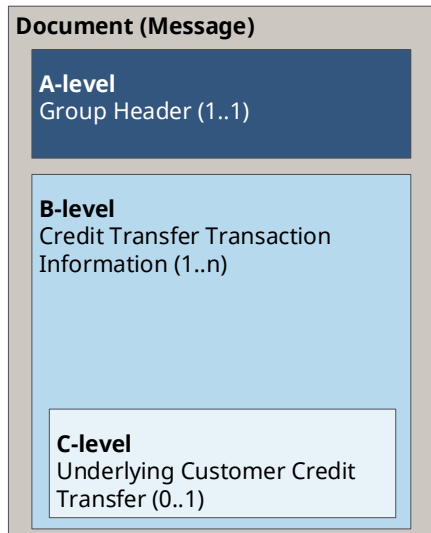 Document (Message)
A-level
Group Header (1..1)
B-level
Credit Transfer Transaction
Information (1..n)
C-level
Underlying Customer Credit
Transfer (0..1)